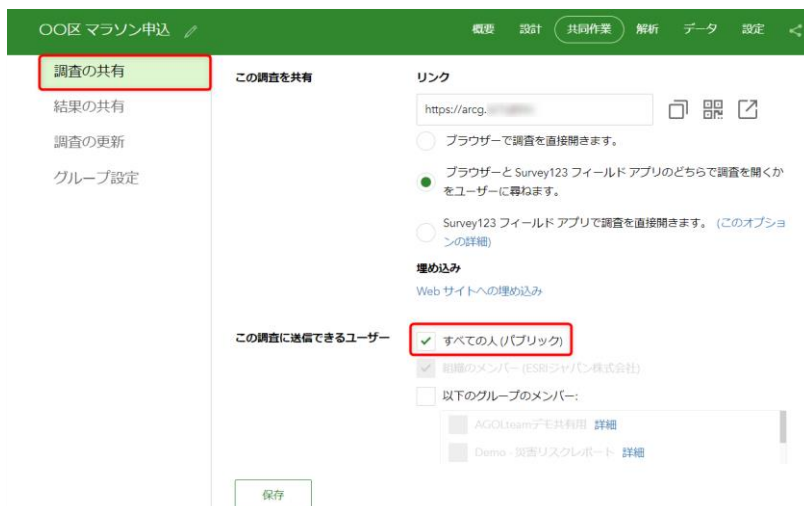 〇〇区 マラソン申込
概要 設計 共同作業 解析 データ 設定
調査の共有
結果の共有
調査の更新
グループ設定
この調査を共有
リンク
https://arcg.
ブラウザーで調査を直接開きます。
ブラウザーと Survey123 フィールド アプリのどちらで調査を開くか
をユーザーに尋ねます。
Survey123 フィールド アプリで調査を直接開きます。 (このオプショ
ンの詳細)
埋め込み
Web サイトへの埋め込み
この調査に送信できるユーザー
すべての人 (パブリック)
組織のメンバー (ESRIジャパン株式会社)
以下のグループのメンバー:
AGOLteamデモ共有用 詳細
Demo - 災害リスクレポート 詳細
保存